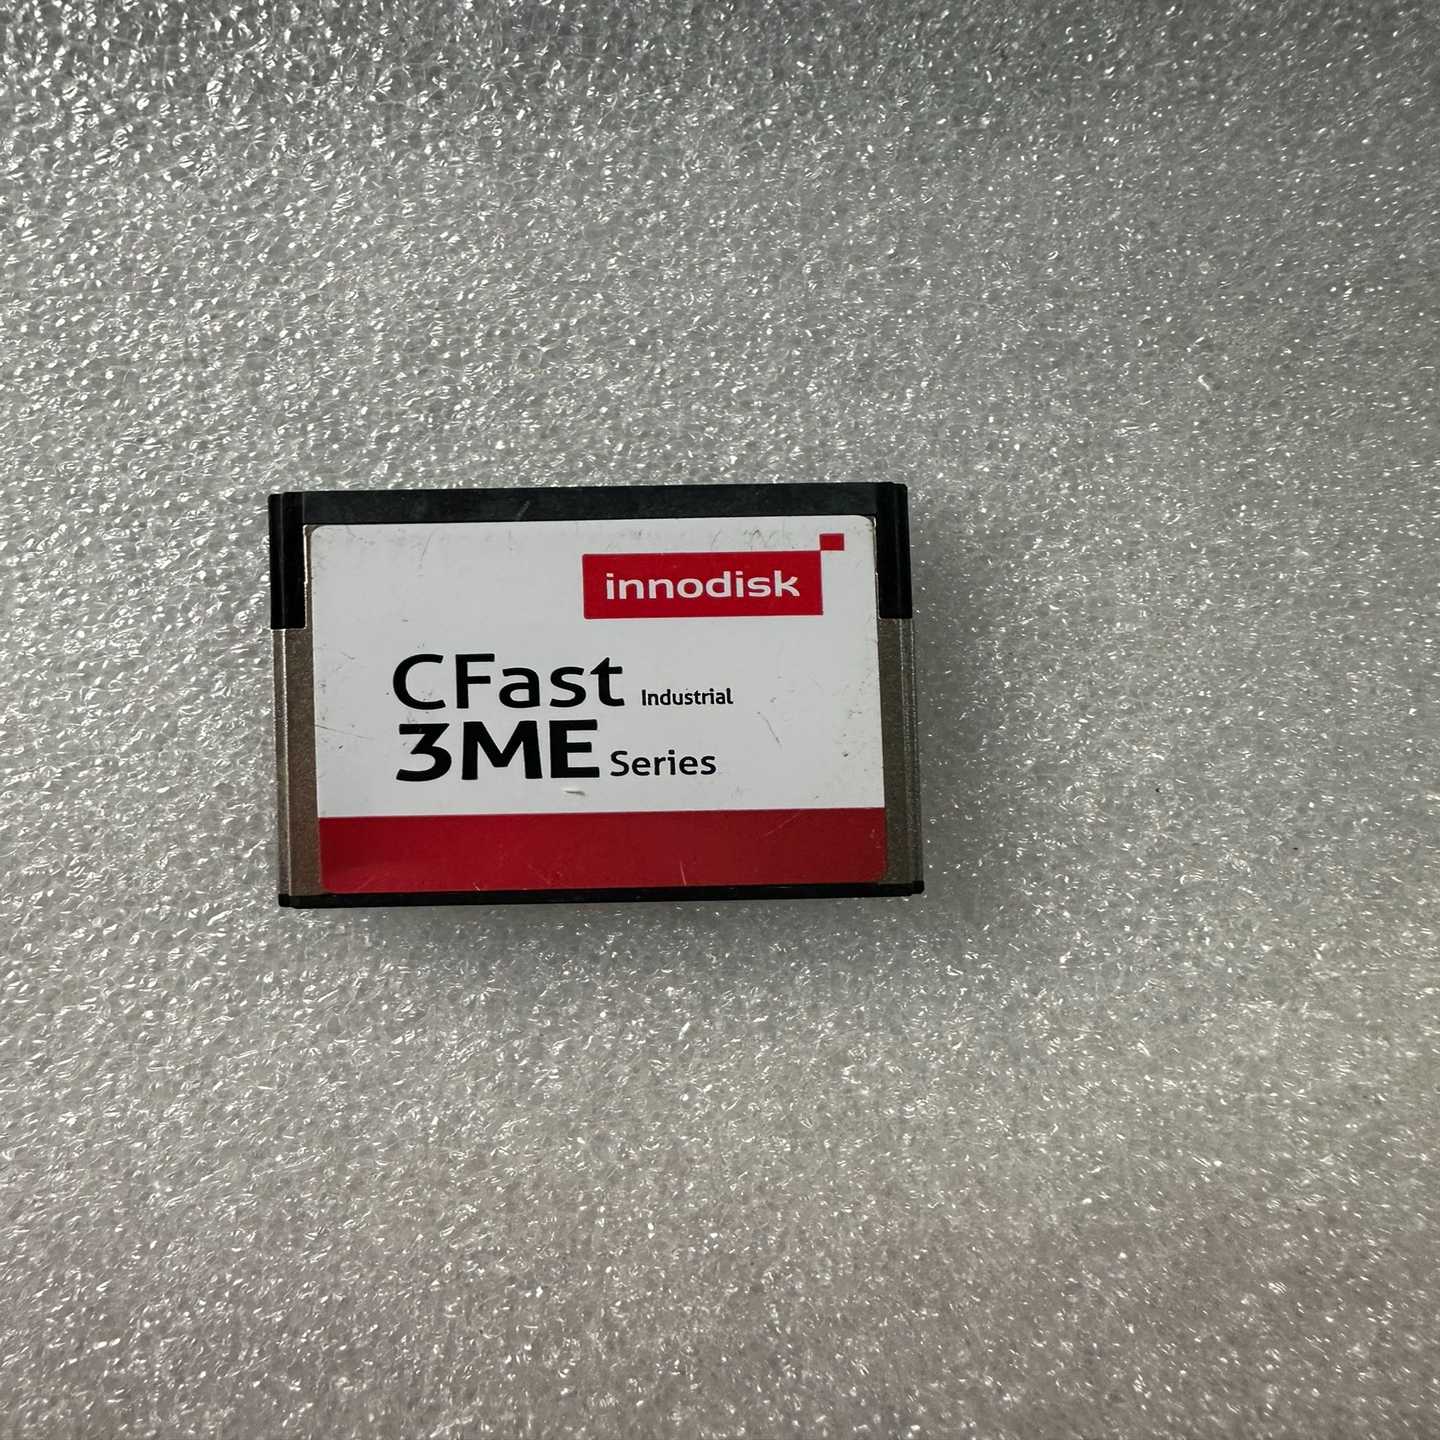 innodisk
CFast Industrial
3ME Series